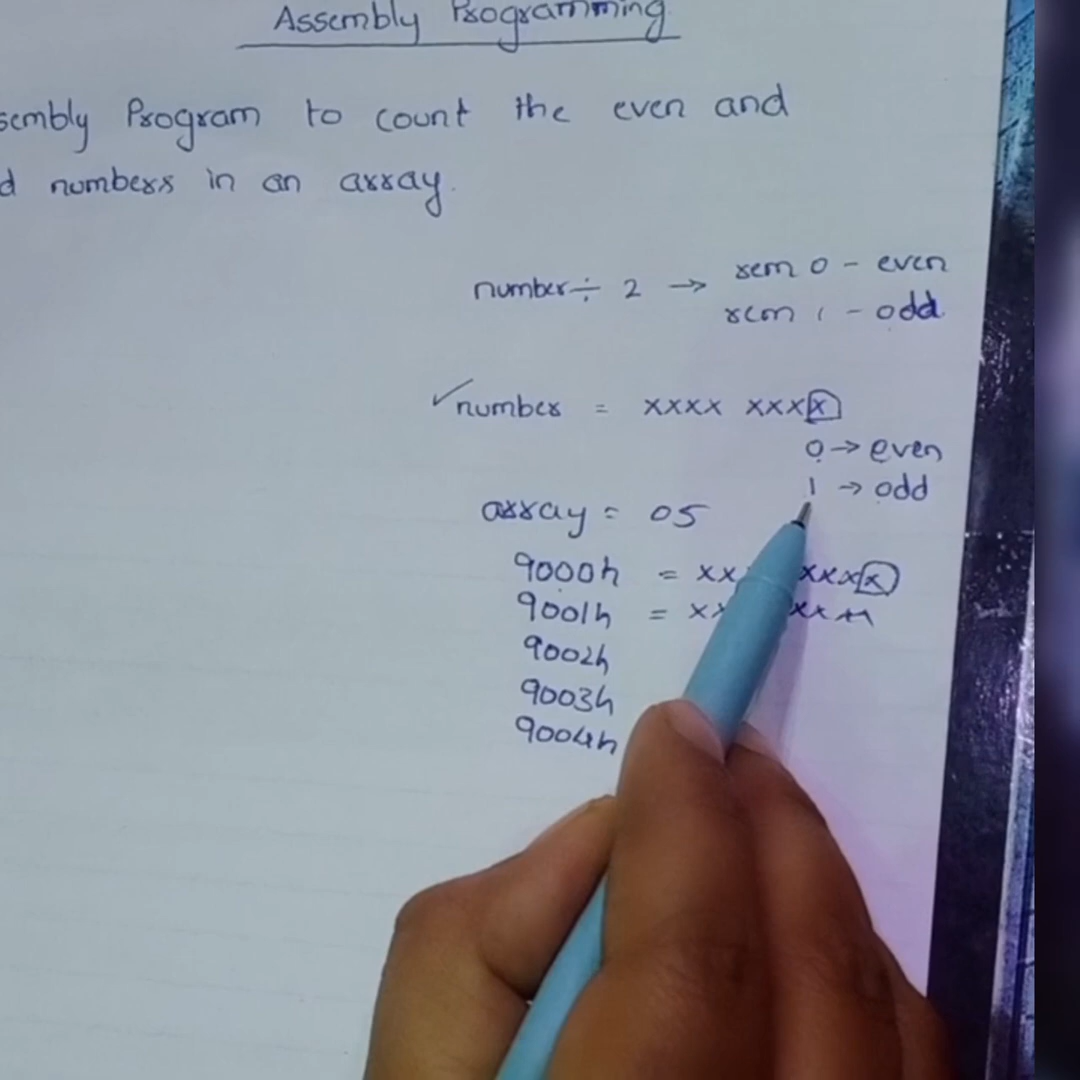 Assembly Programming
sembly Program to count the even and
d numbers in an array.
number ÷ 2 → rem 0 - even
rem 1 - odd
✓number = xxxx xxxx
0 → even
1 → odd
array = 05
9000h = xx xxxx
9001h = xx xx
9002h
9003h
9004h